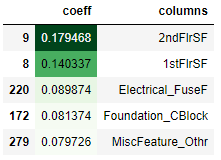 coeff columns
9 0.179468 2ndFlrSF
8 0.140337 1stFlrSF
220 0.089874 Electrical_FuseF
172 0.081374 Foundation_CBlock
279 0.079726 MiscFeature_Othr